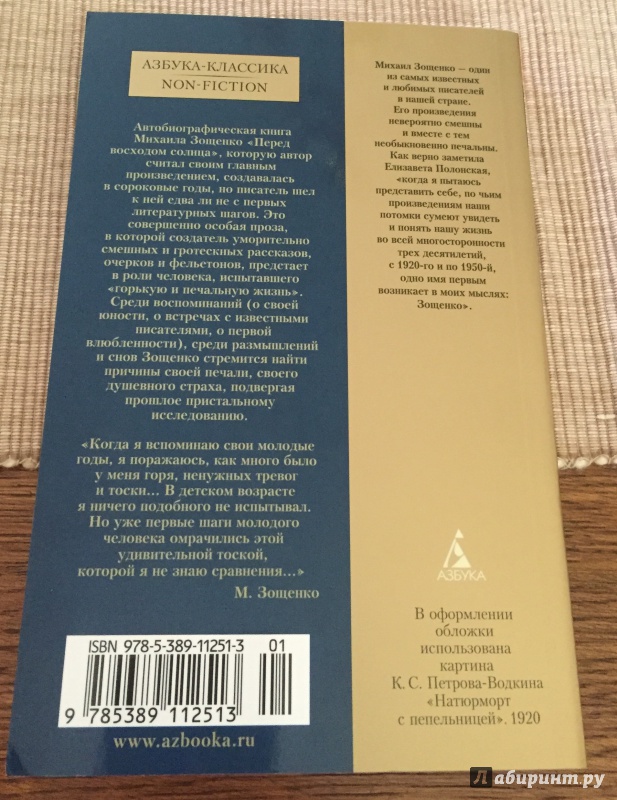 АЗБУКА-КЛАССИКА
NON-FICTION
Автобиографическая книга
Михаила Зощенко «Перед
восходом солнца», которую автор
считал своим главным
произведением, создавалась
в сороковые годы, но писатель шел
к ней едва ли не с первых
литературных шагов. Это
совершенно особая проза,
в которой создатель уморительно
смешных и гротескных рассказов,
очерков и фельетонов, предстает
в роли человека, испытавшего
«горькую и печальную жизнь».
Среди воспоминаний (о своей
юности, о встречах с известными
писателями, о первой
влюбленности), среди размышлений
и снов Зощенко стремится найти
причины своей печали, своего
душевного страха, подвергая
прошлое пристальному
исследованию.
«Когда я вспоминаю свои молодые
годы, я поражаюсь, как много было
у меня горя, ненужных тревог
и тоски... В детском возрасте
я ничего подобного не испытывал.
Но уже первые шаги молодого
человека омрачились этой
удивительной тоской,
которой я не знаю сравнения...»
М. Зощенко
ISBN 978-5-389-11251-3 01
9 785389 112513
www.azbooka.ru
Михаил Зощенко — один
из самых известных
и любимых писателей
в нашей стране.
Его произведения
невероятно смешны
и вместе с тем
необыкновенно печальны.
Как верно заметила
Елизавета Полонская,
«когда я пытаюсь
представить себе, по чьим
произведениям наши
потомки сумеют увидеть
и понять нашу жизнь
во всей многосторонности
трех десятилетий,
с 1920-го и по 1950-й,
одно имя первым
возникает в моих мыслях:
Зощенко».
АЗБУКА
В оформлении
обложки
использована
картина
К. С. Петрова-Водкина
«Натюрморт
с пепельницей». 1920
Лабиринт.ру